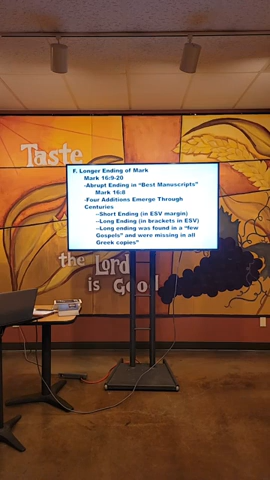 Taste
F. Longer Ending of Mark
Mark 16:9-20
-Abrupt Ending in "Best Manuscripts"
Mark 16:8
-Four Additions Emerge Through
Centuries
--Short Ending (in ESV margin)
--Long Ending (in brackets in ESV)
--Long ending was found in a "few
Gospels" and were missing in all
Greek copies"
the Lord
is Good!